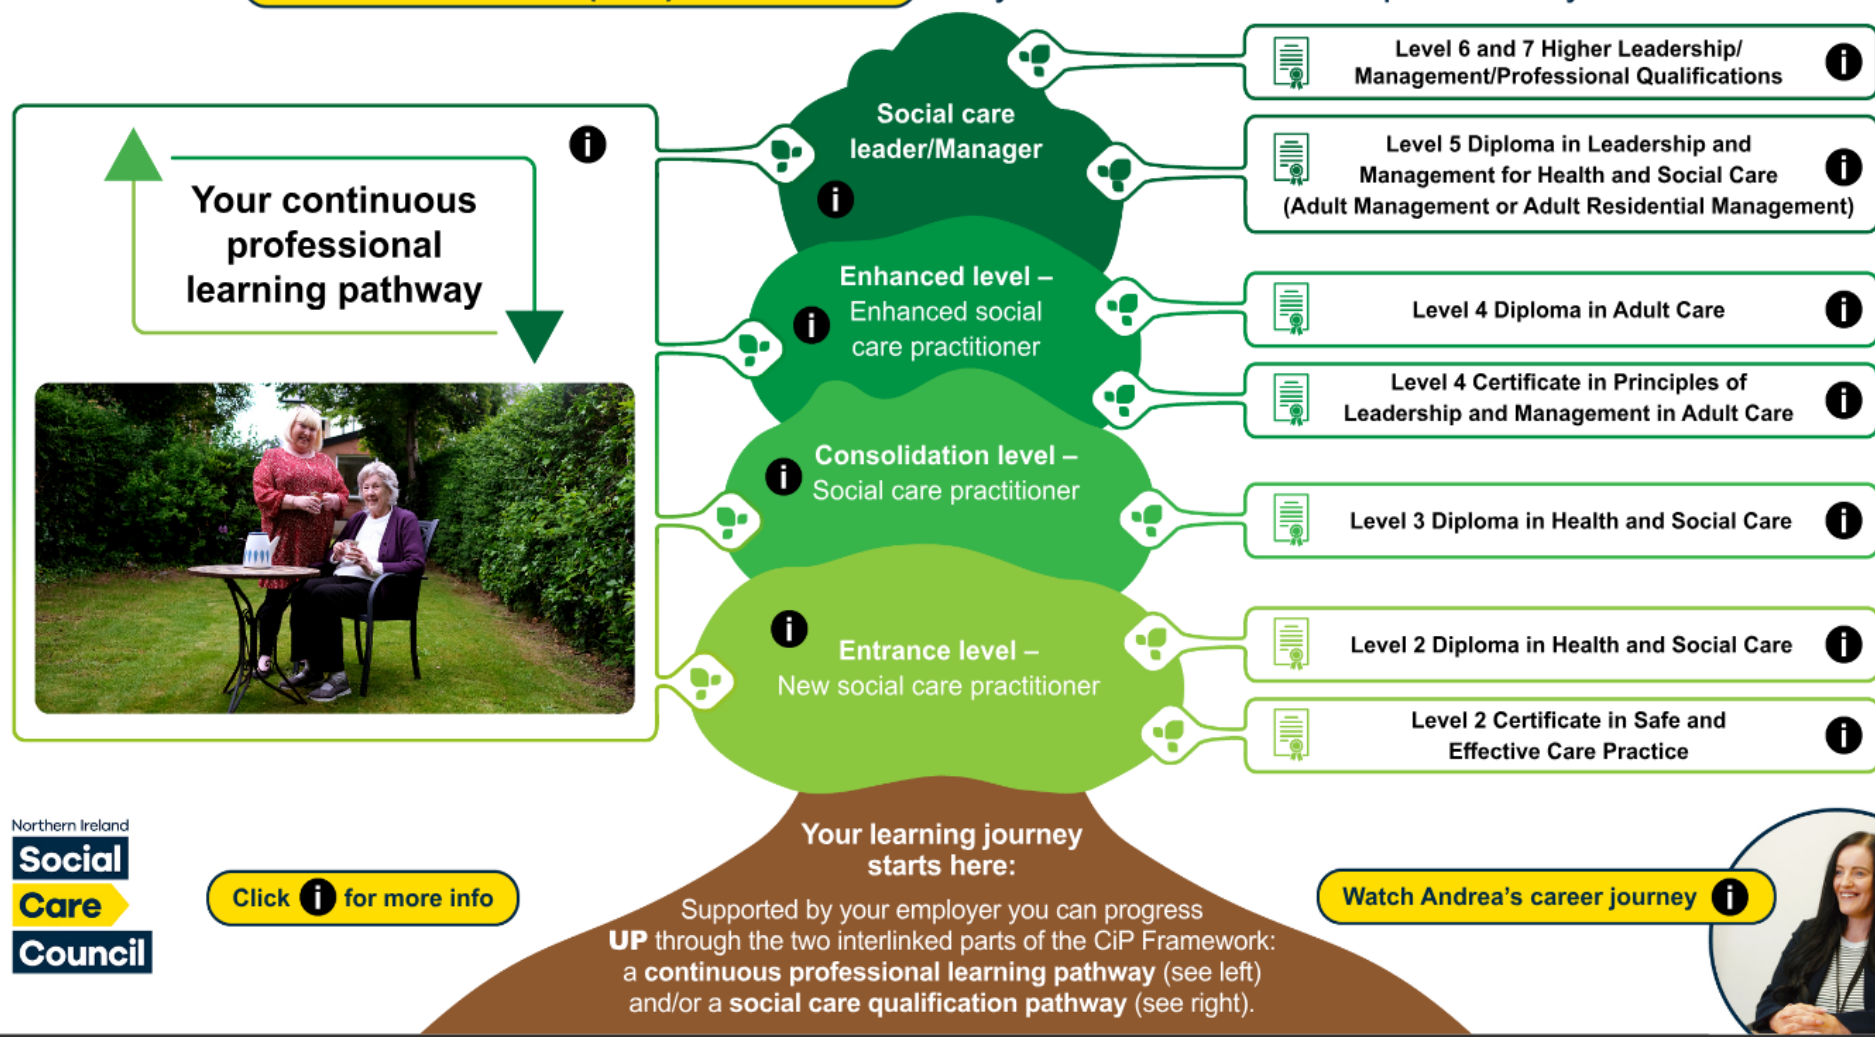 Your continuous
professional
learning pathway
Social care
leader/Manager
Enhanced level –
Enhanced social
care practitioner
Consolidation level –
Social care practitioner
Entrance level –
New social care practitioner
Level 6 and 7 Higher Leadership/
Management/Professional Qualifications
Level 5 Diploma in Leadership and
Management for Health and Social Care
(Adult Management or Adult Residential Management)
Level 4 Diploma in Adult Care
Level 4 Certificate in Principles of
Leadership and Management in Adult Care
Level 3 Diploma in Health and Social Care
Level 2 Diploma in Health and Social Care
Level 2 Certificate in Safe and
Effective Care Practice
Your learning journey
starts here:
Supported by your employer you can progress
UP through the two interlinked parts of the CiP Framework:
a continuous professional learning pathway (see left)
and/or a social care qualification pathway (see right).
Northern Ireland
Social
Care
Council
Click i for more info
Watch Andrea’s career journey i